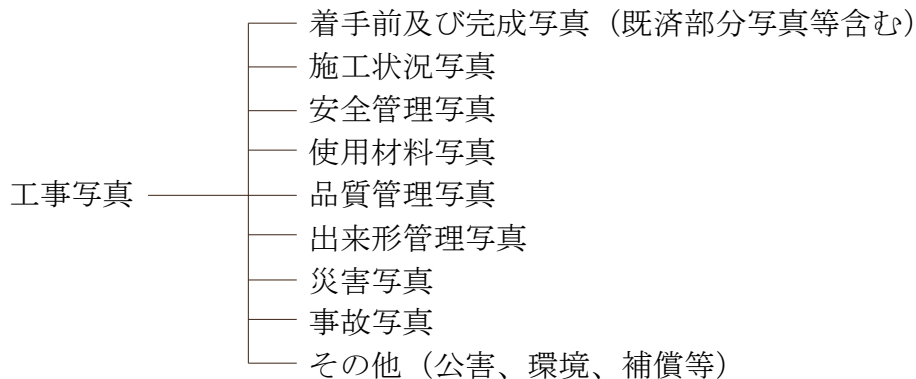 着手前及び完成写真（既済部分写真等含む）
施工状況写真
安全管理写真
使用材料写真
工事写真
品質管理写真
出来形管理写真
災害写真
事故写真
その他（公害、環境、補償等）